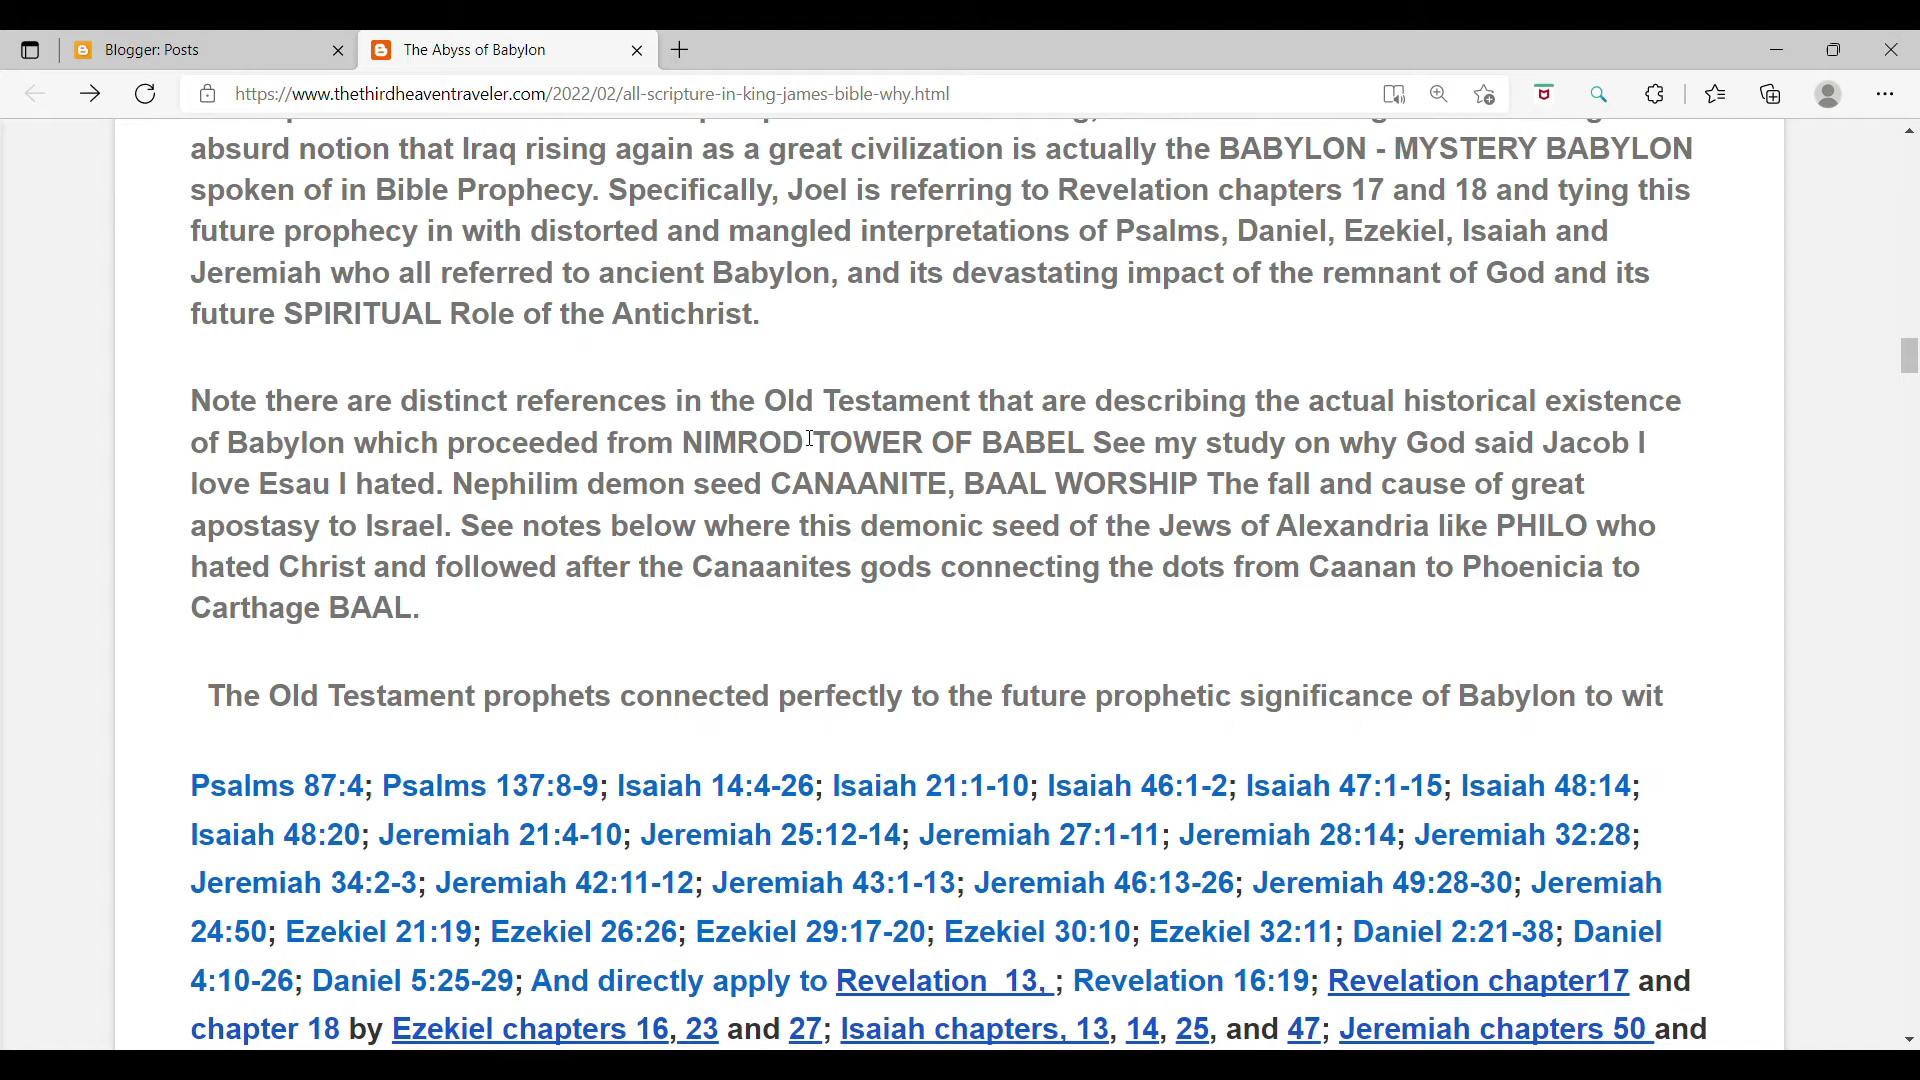 Blogger: Posts
The Abyss of Babylon
https://www.thethirdheaventraveler.com/2022/02/all-scripture-in-king-james-bible-why.html
absurd notion that Iraq rising again as a great civilization is actually the BABYLON - MYSTERY BABYLON
spoken of in Bible Prophecy. Specifically, Joel is referring to Revelation chapters 17 and 18 and tying this
future prophecy in with distorted and mangled interpretations of Psalms, Daniel, Ezekiel, Isaiah and
Jeremiah who all referred to ancient Babylon, and its devastating impact of the remnant of God and its
future SPIRITUAL Role of the Antichrist.
Note there are distinct references in the Old Testament that are describing the actual historical existence
of Babylon which proceeded from NIMROD TOWER OF BABEL See my study on why God said Jacob I
love Esau I hated. Nephilim demon seed CANAANITE, BAAL WORSHIP The fall and cause of great
apostasy to Israel. See notes below where this demonic seed of the Jews of Alexandria like PHILO who
hated Christ and followed after the Canaanites gods connecting the dots from Caanan to Phoenicia to
Carthage BAAL.
The Old Testament prophets connected perfectly to the future prophetic significance of Babylon to wit
Psalms 87:4; Psalms 137:8-9; Isaiah 14:4-26; Isaiah 21:1-10; Isaiah 46:1-2; Isaiah 47:1-15; Isaiah 48:14;
Isaiah 48:20; Jeremiah 21:4-10; Jeremiah 25:12-14; Jeremiah 27:1-11; Jeremiah 28:14; Jeremiah 32:28;
Jeremiah 34:2-3; Jeremiah 42:11-12; Jeremiah 43:1-13; Jeremiah 46:13-26; Jeremiah 49:28-30; Jeremiah
24:50; Ezekiel 21:19; Ezekiel 26:26; Ezekiel 29:17-20; Ezekiel 30:10; Ezekiel 32:11; Daniel 2:21-38; Daniel
4:10-26; Daniel 5:25-29; And directly apply to Revelation 13, ; Revelation 16:19; Revelation chapter17 and
chapter 18 by Ezekiel chapters 16, 23 and 27; Isaiah chapters, 13, 14, 25, and 47; Jeremiah chapters 50 and